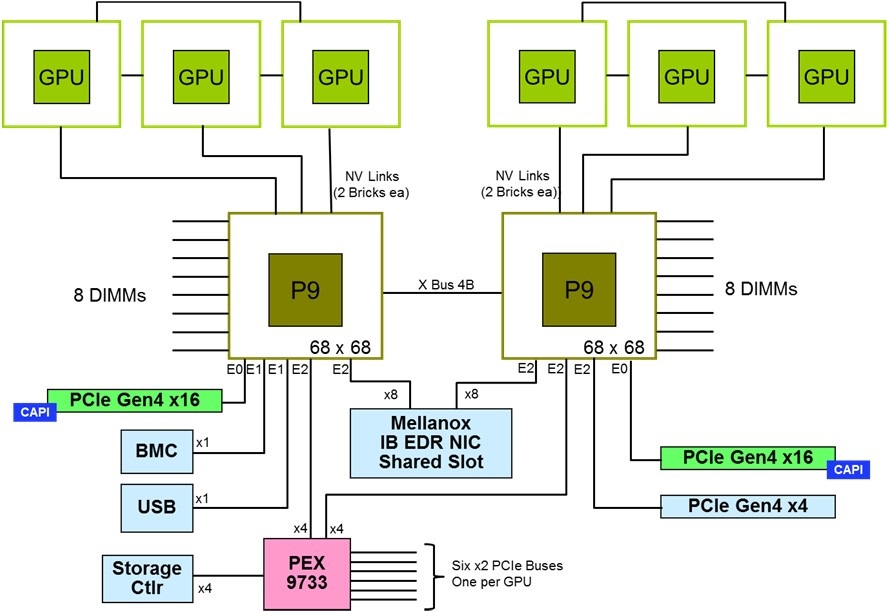 GPU
GPU
GPU
GPU
GPU
GPU
NV Links
(2 Bricks ea)
NV Links
(2 Bricks ea))
8 DIMMs
P9
X Bus 4B
P9
8 DIMMs
68 x 68
68 x 68
E0
E1
E1
E2
E2
E2
E2
E2
E0
PCIe Gen4 x16
CAPI
x8
x8
Mellanox
IB EDR NIC
Shared Slot
BMC
x1
PCIe Gen4 x16
CAPI
USB
x1
PCIe Gen4 x4
x4
x4
Storage
Ctlr
x4
PEX
9733
Six x2 PCIe Buses
One per GPU